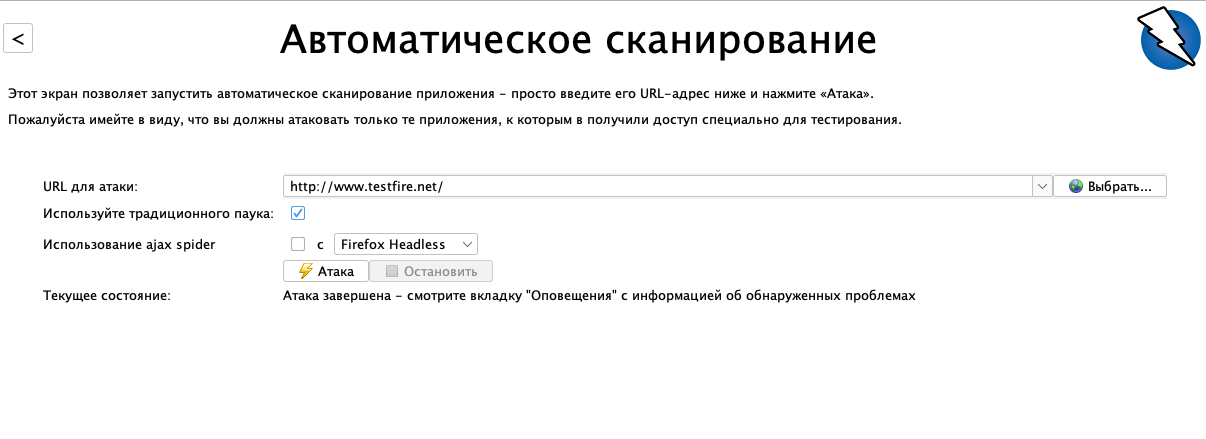 <
Автоматическое сканирование
Этот экран позволяет запустить автоматическое сканирование приложения – просто введите его URL-адрес ниже и нажмите «Атака».
Пожалуйста имейте в виду, что вы должны атаковать только те приложения, к которым в получили доступ специально для тестирования.
URL для атаки: http://www.testfire.net/ Выбрать...
Используйте традиционного паука:
Использование ajax spider с Firefox Headless
Атака Остановить
Текущее состояние: Атака завершена – смотрите вкладку "Оповещения" с информацией об обнаруженных проблемах